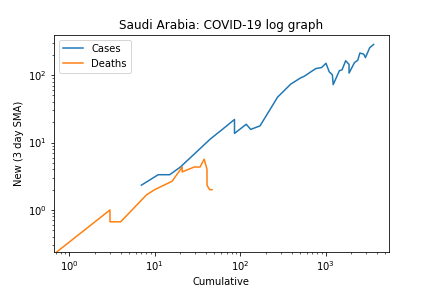 Saudi Arabia: COVID-19 log graph
Cases
Deaths
New (3 day SMA)
10²
10¹
10⁰
10⁰ 10¹ 10² 10³
Cumulative